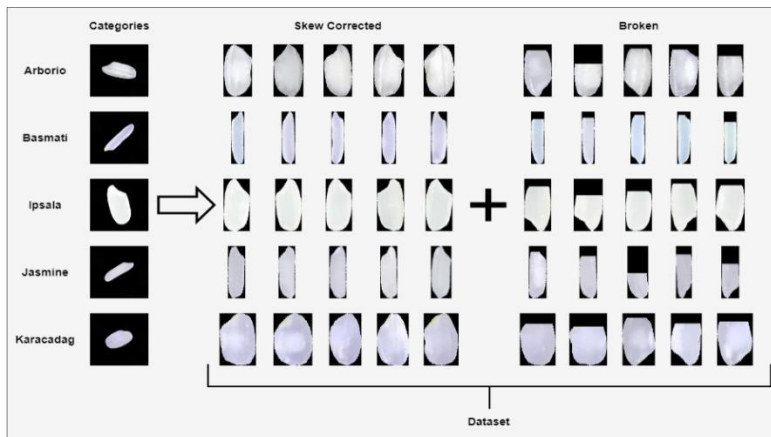 Categories
Skew Corrected
Broken
Arborio
Basmati
Ipsala
Jasmine
Karacadag
Dataset